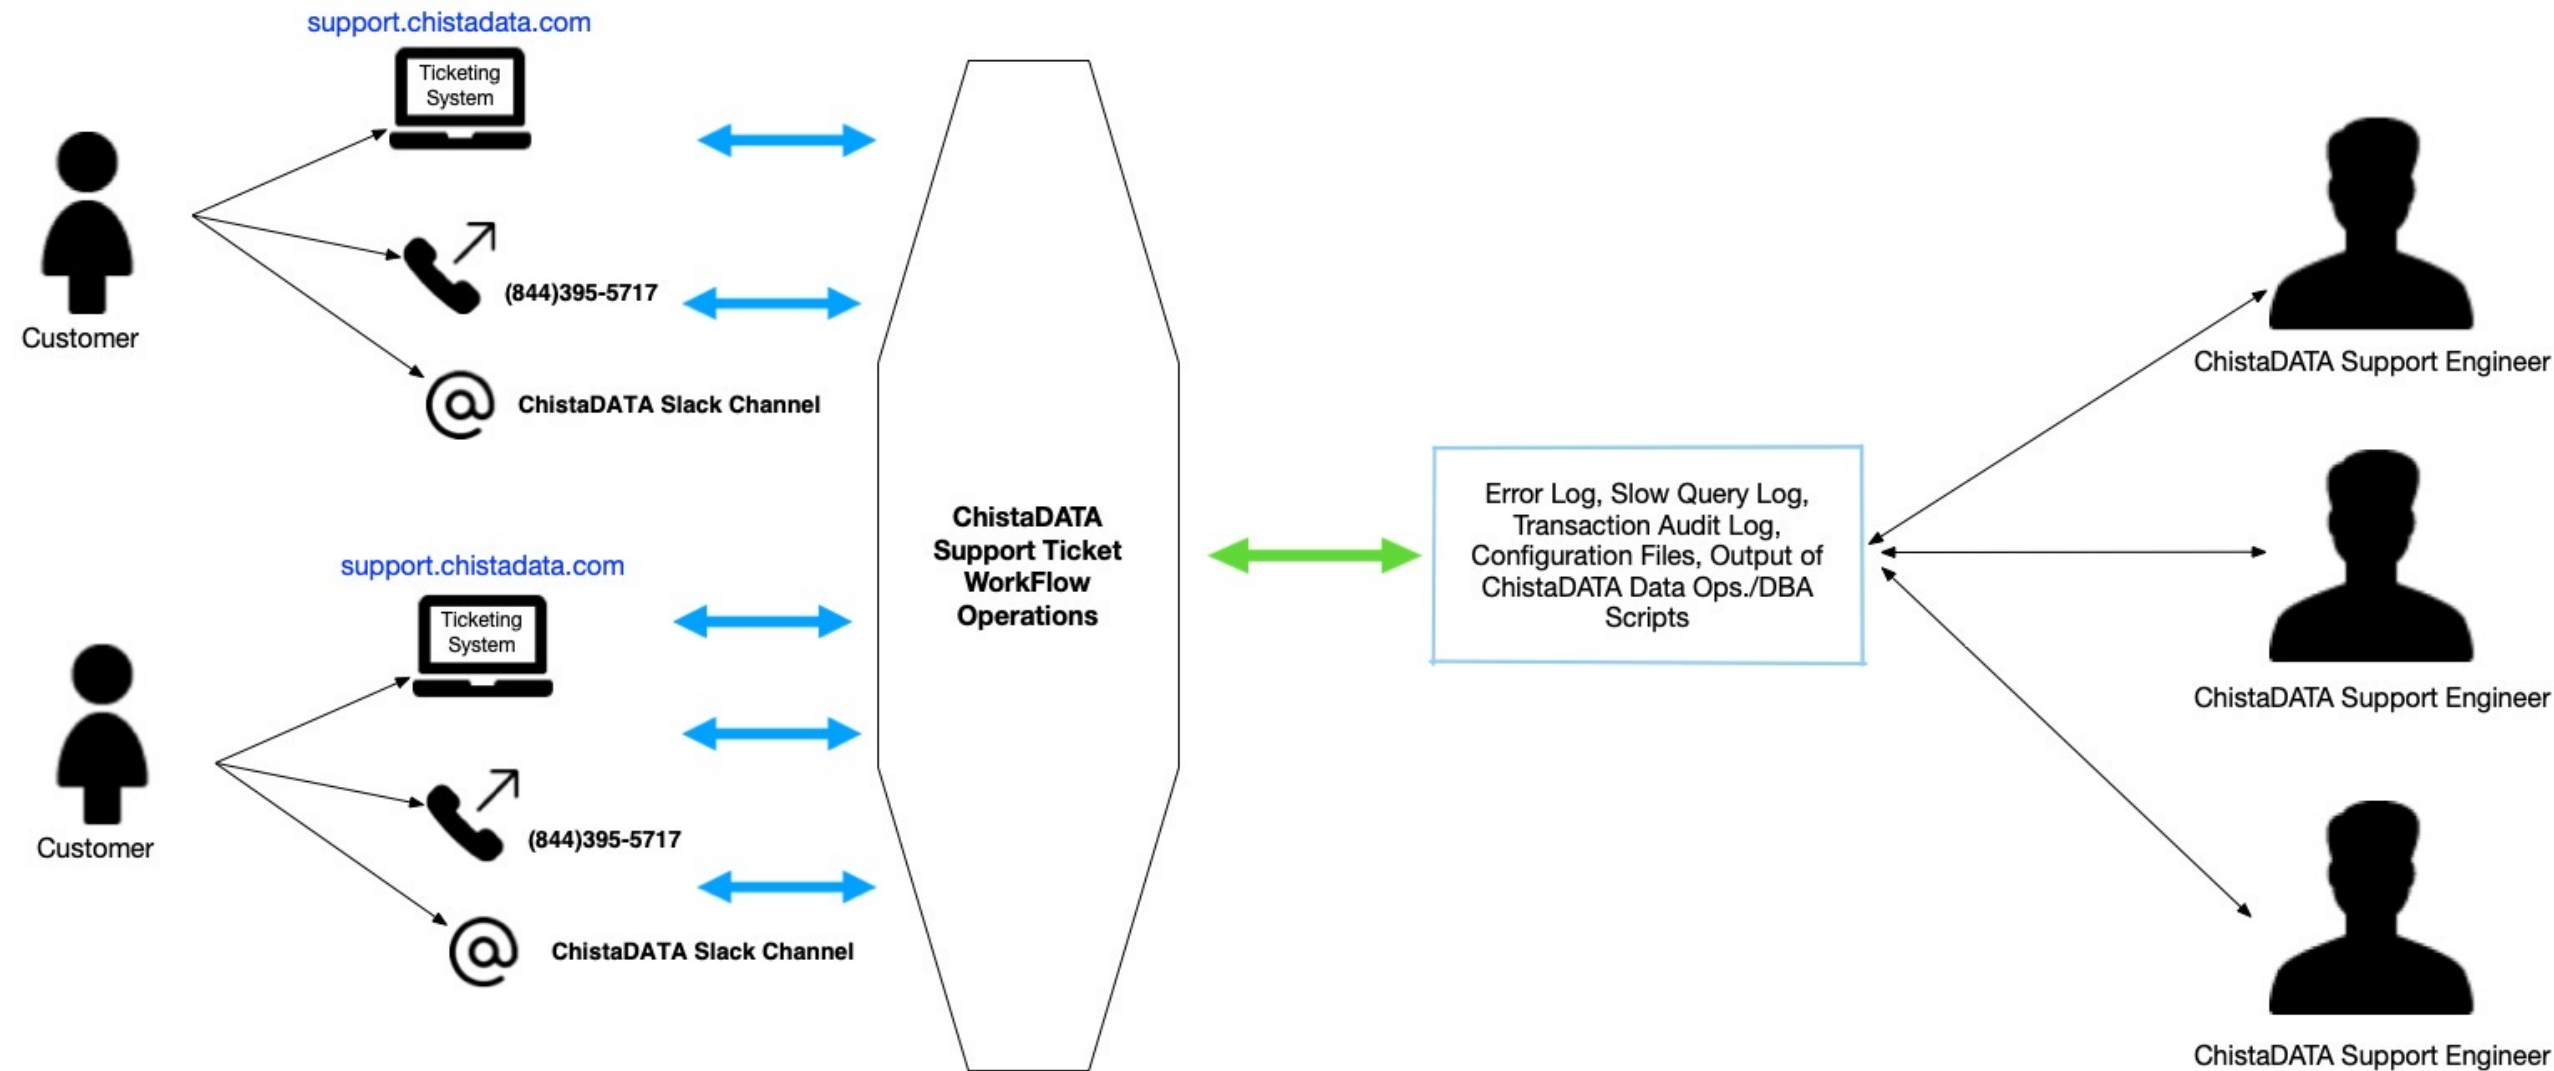 support.chistadata.com
Ticketing
System
(844)395-5717
Customer
ChistaDATA Slack Channel
support.chistadata.com
Ticketing
System
(844)395-5717
Customer
ChistaDATA Slack Channel
ChistaDATA
Support Ticket
WorkFlow
Operations
Error Log, Slow Query Log,
Transaction Audit Log,
Configuration Files, Output of
ChistaDATA Data Ops./DBA
Scripts
ChistaDATA Support Engineer
ChistaDATA Support Engineer
ChistaDATA Support Engineer